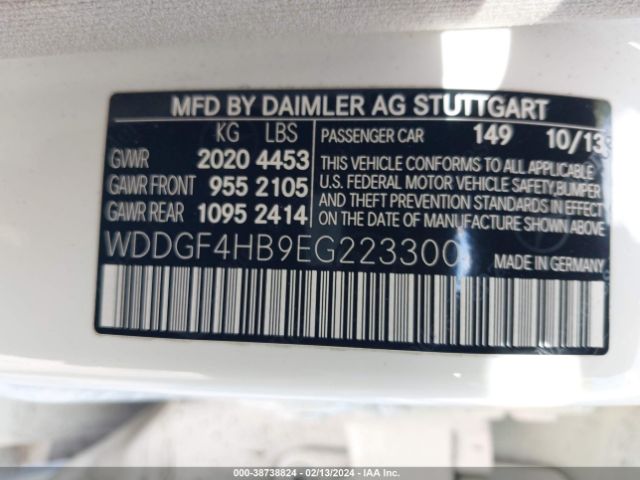 MFD BY DAIMLER AG STUTTGART
KG LBS
GVWR 2020 4453
GAWR FRONT 955 2105
GAWR REAR 1095 2414
PASSENGER CAR 149 10/13
THIS VEHICLE CONFORMS TO ALL APPLICABLE
U.S. FEDERAL MOTOR VEHICLE SAFETY,BUMPER
AND THEFT PREVENTION STANDARDS IN EFFECT
ON THE DATE OF MANUFACTURE SHOWN ABOVE
WDDGF4HB9EG223300
MADE IN GERMANY
000-38738824 - 02/13/2024 - IAA Inc.